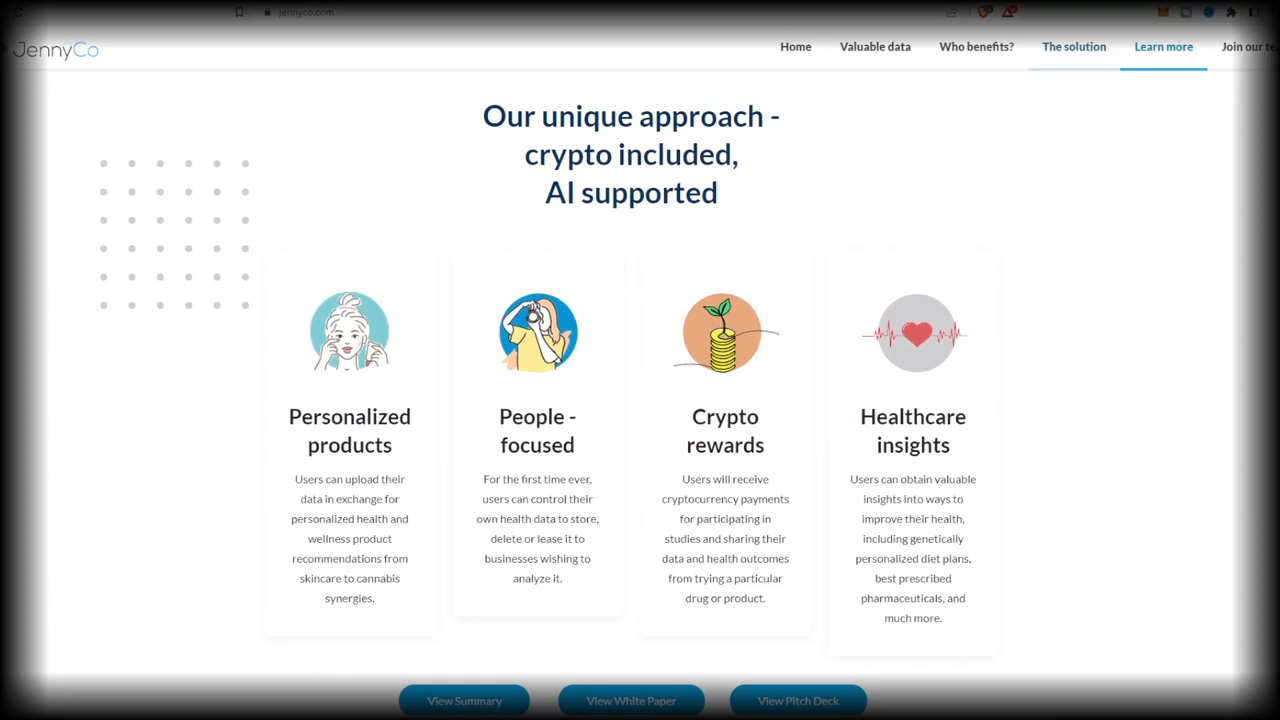 jennyco.com
JennyCo
Home
Valuable data
Who benefits?
The solution
Learn more
Join our te
Our unique approach -
crypto included,
AI supported
Personalized
products
Users can upload their
data in exchange for
personalized health and
wellness product
recommendations from
skincare to cannabis
synergies.
People -
focused
For the first time ever,
users can control their
own health data to store,
delete or lease it to
businesses wishing to
analyze it.
Crypto
rewards
Users will receive
cryptocurrency payments
for participating in
studies and sharing their
data and health outcomes
from trying a particular
drug or product.
Healthcare
insights
Users can obtain valuable
insights into ways to
improve their health,
including genetically
personalized diet plans,
best prescribed
pharmaceuticals, and
much more.
View Summary
View White Paper
View Pitch Deck